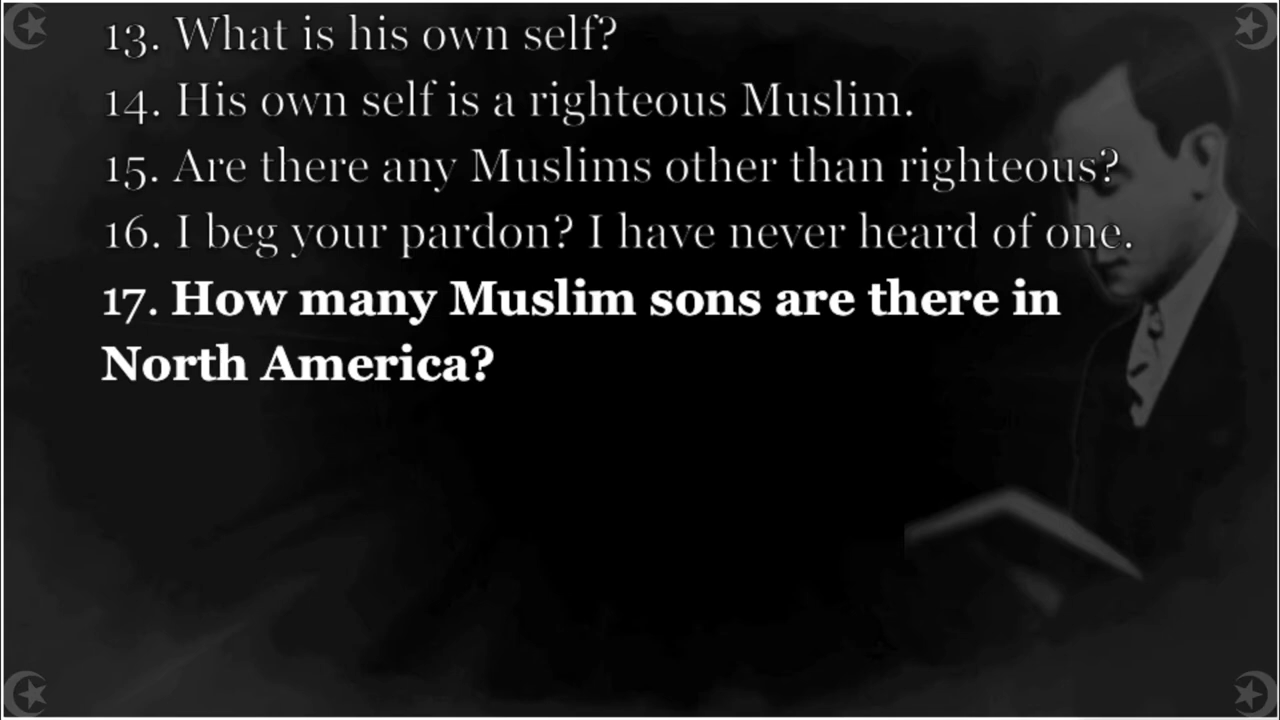 13. What is his own self?
14. His own self is a righteous Muslim.
15. Are there any Muslims other than righteous?
16. I beg your pardon? I have never heard of one.
17. How many Muslim sons are there in
North America?